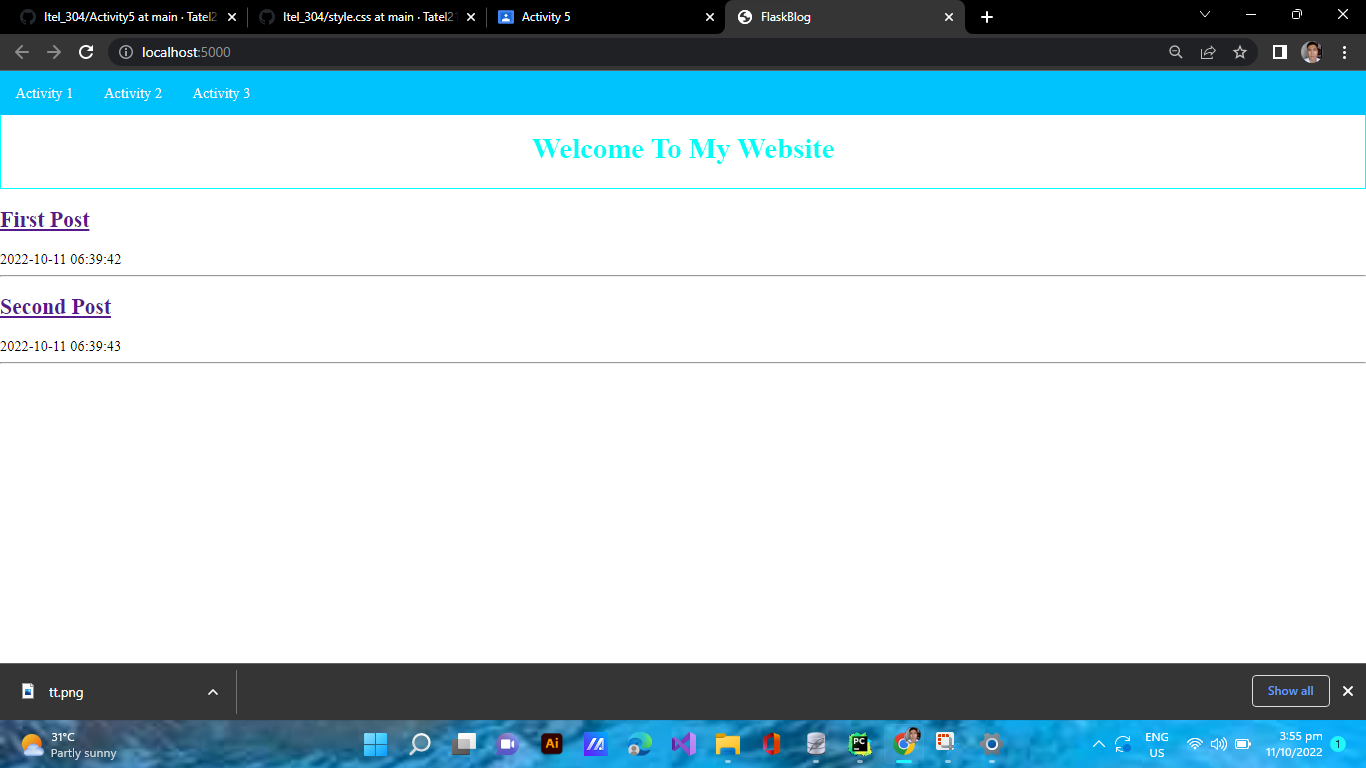 Itel_304/Activity5 at main · Tatel2
Itel_304/style.css at main · Tatel21
Activity 5
FlaskBlog
localhost:5000
Activity 1
Activity 2
Activity 3
Welcome To My Website
First Post
2022-10-11 06:39:42
Second Post
2022-10-11 06:39:43
tt.png
Show all
31°C
Partly sunny
Ai
PC
ENG
US
3:55 pm
11/10/2022
1